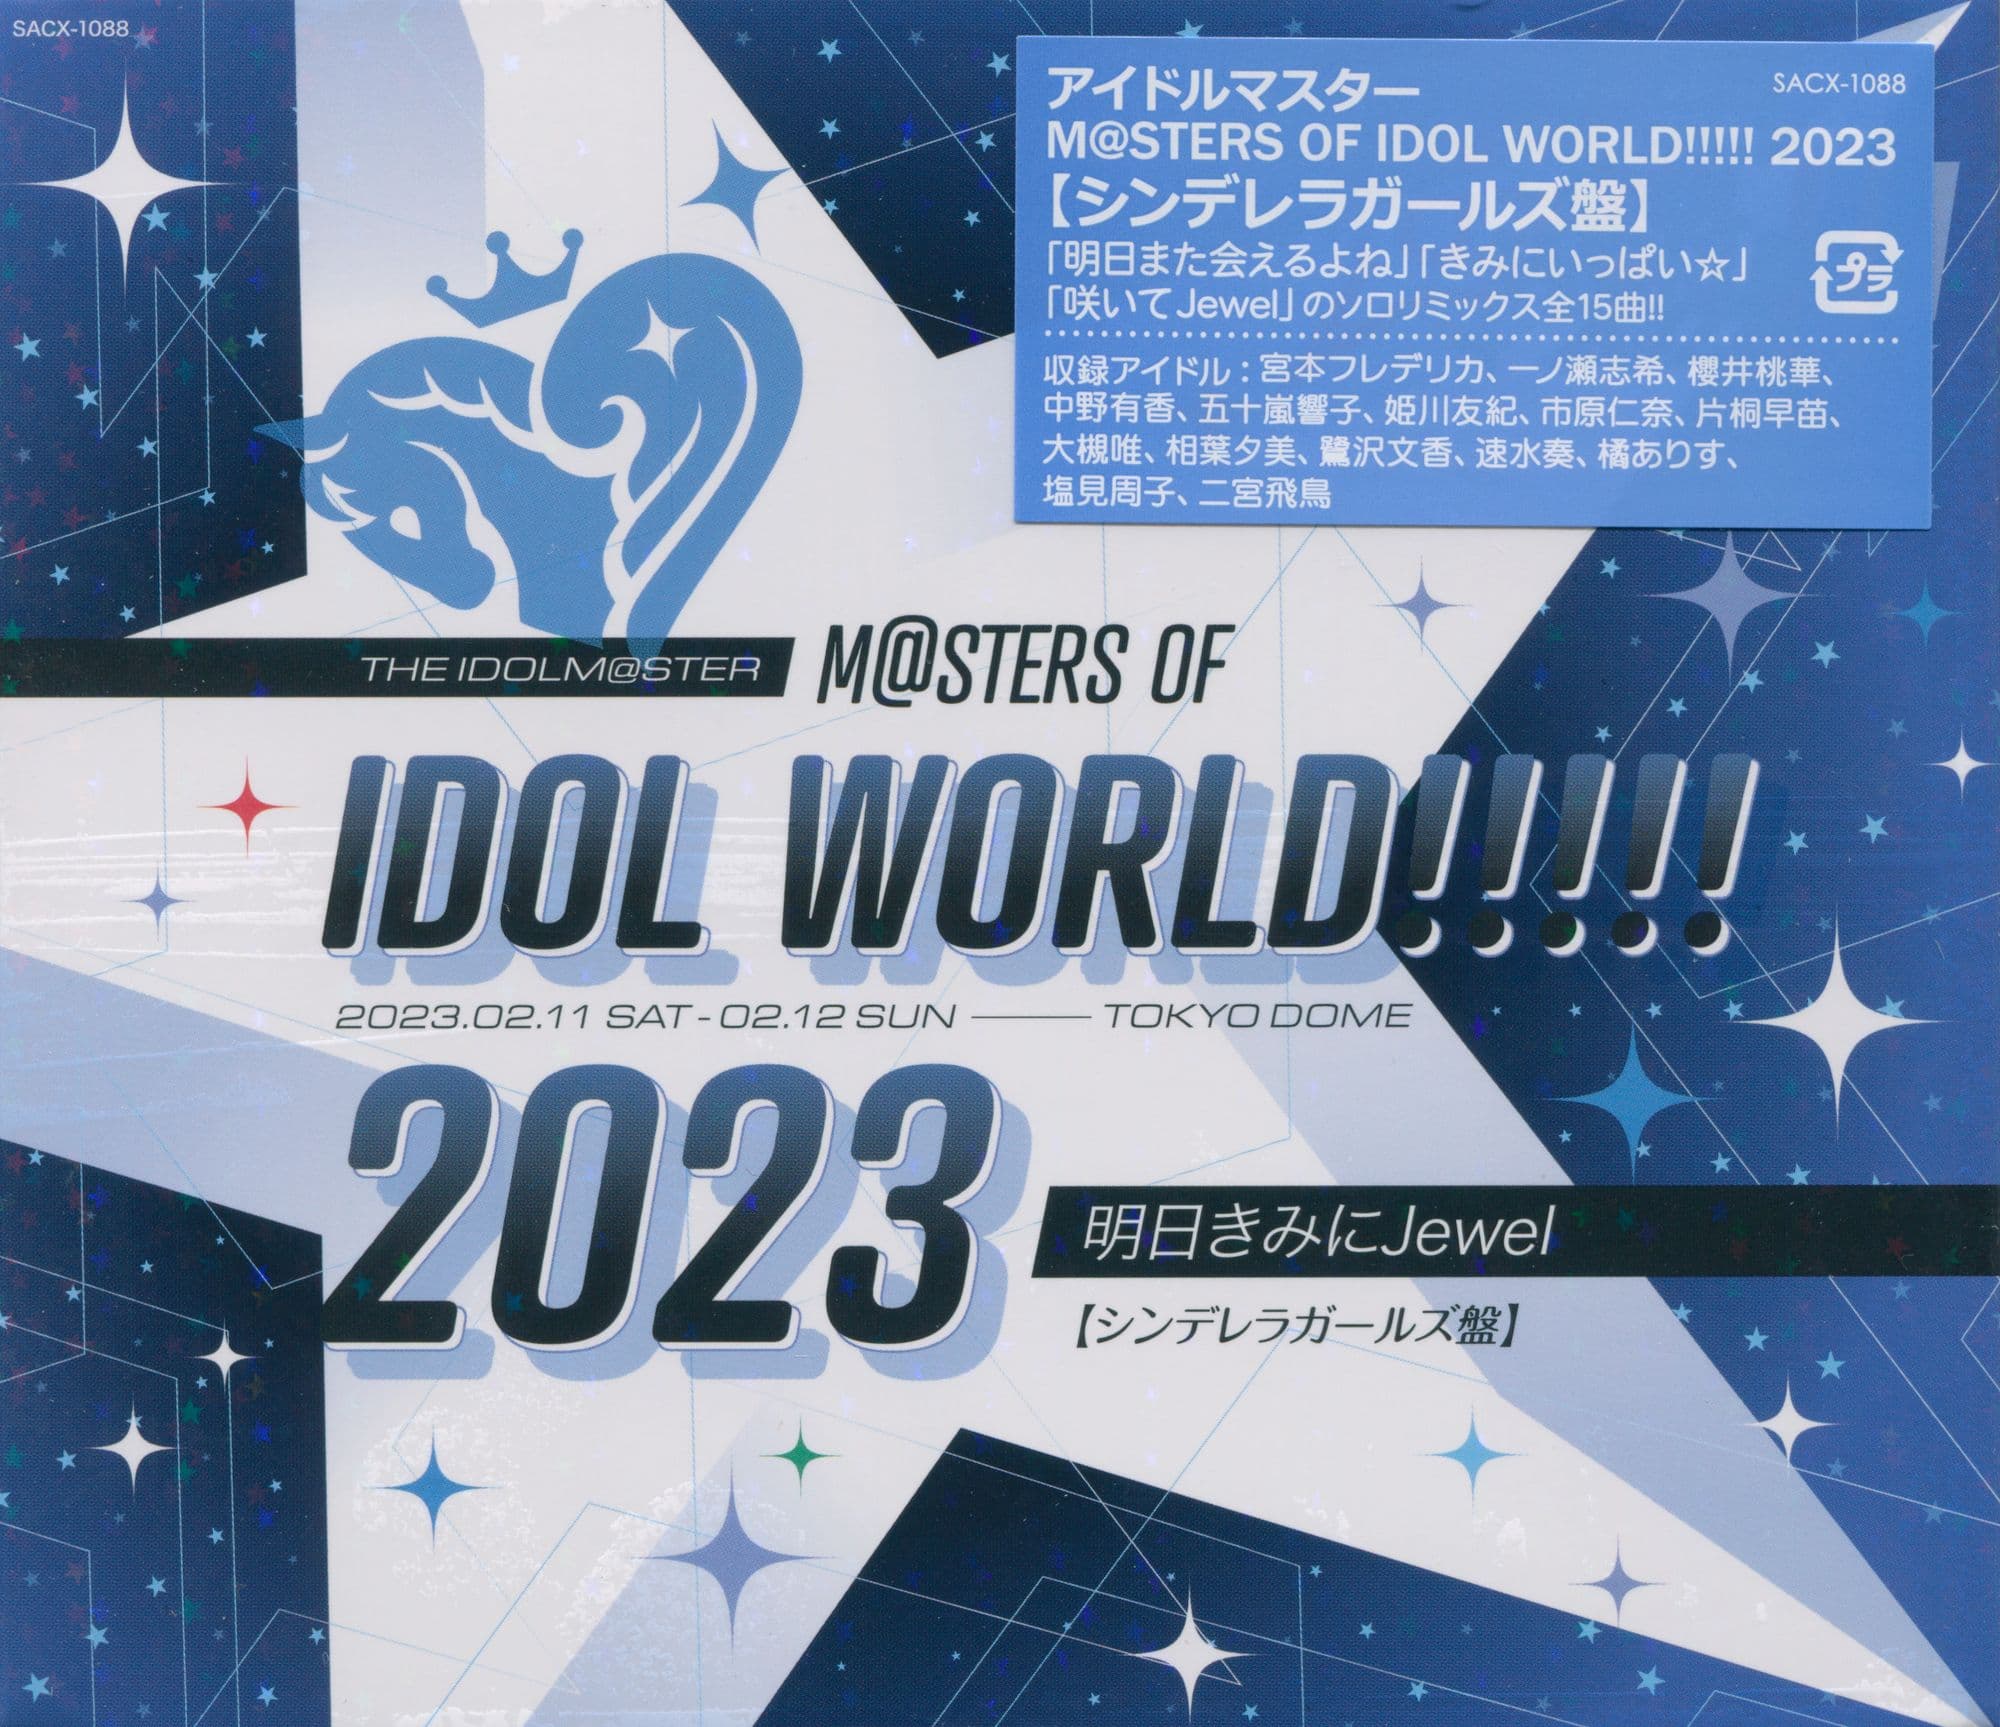 SACX-1088
アイドルマスター
SACX-1088
M@STERS OF IDOL WORLD!!!!! 2023
【シンデレラガールズ盤】
「明日また会えるよね」「きみにいっぱい☆」
「咲いてJewel」のソロリミックス全15曲!!
プラ
収録アイドル：宮本フレデリカ、一ノ瀬志希、櫻井桃華、
中野有香、五十嵐響子、姫川友紀、市原仁奈、片桐早苗、
大槻唯、相葉夕美、鷺沢文香、速水奏、橘ありす、
塩見周子、二宮飛鳥
THE IDOLM@STER M@STERS OF
IDOL WORLD!!!!!
2023.02.11 SAT - 02.12 SUN ── TOKYO DOME
2023
明日きみにJewel
【シンデレラガールズ盤】